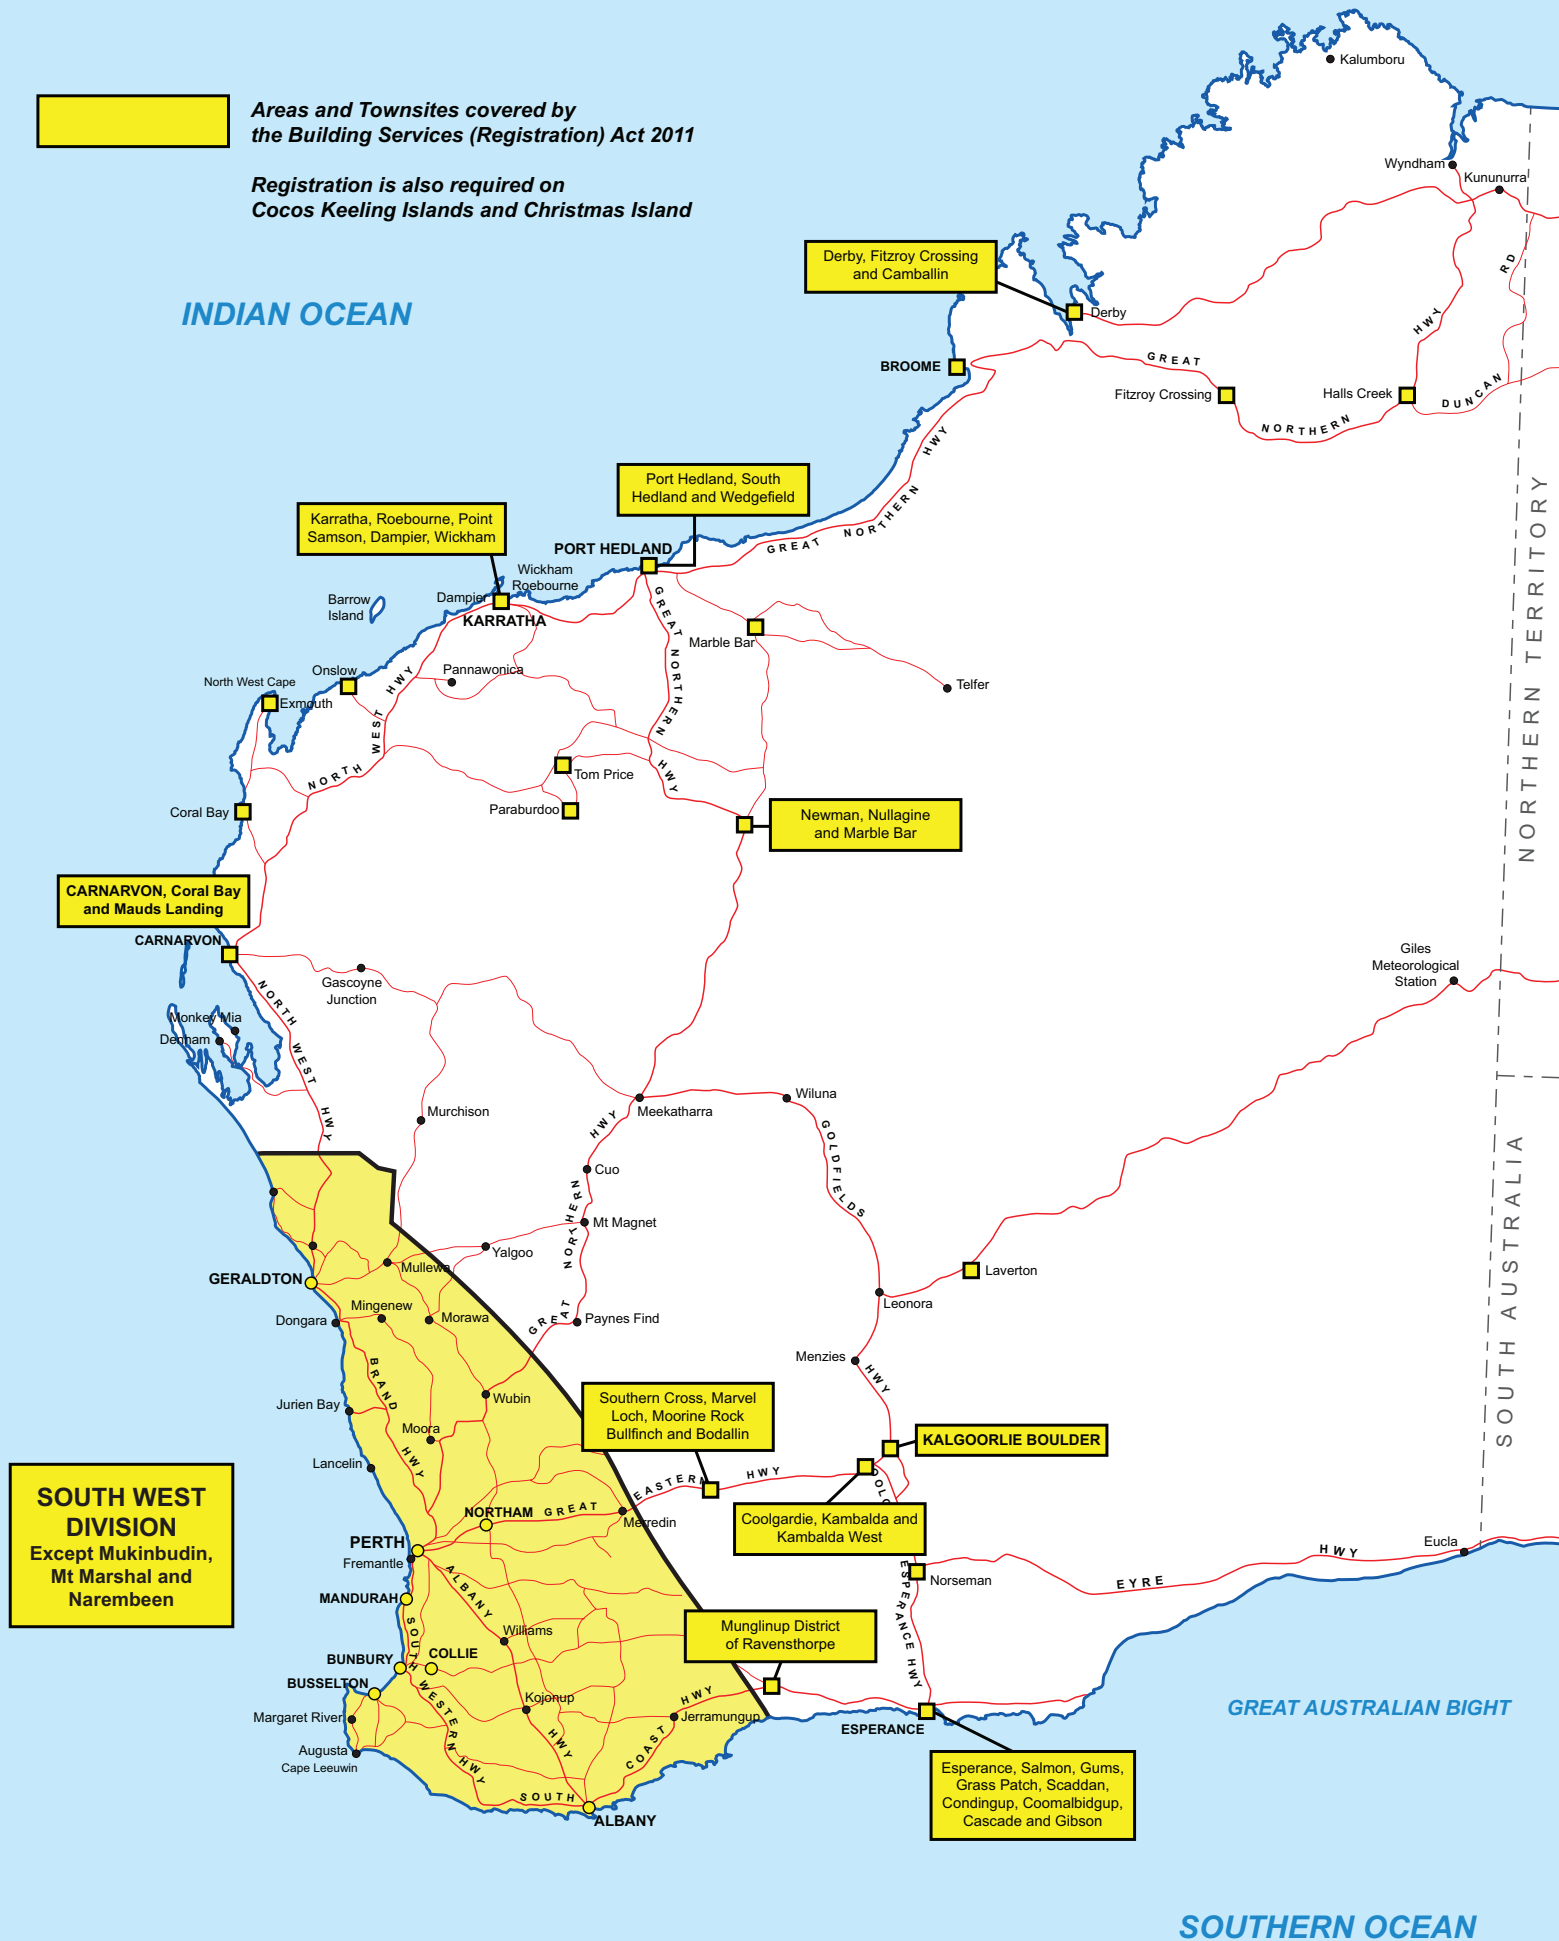 Areas and Townsites covered by
the Building Services (Registration) Act 2011
Registration is also required on
Cocos Keeling Islands and Christmas Island
INDIAN OCEAN
Kalumboru
Wyndham
Kununurra
RD
Derby, Fitzroy Crossing
and Camballin
Derby
HWY
BROOME
GREAT
Fitzroy Crossing
Halls Creek
DUNCAN
NORTHERN
HWY
NORTHERN
GREAT
Port Hedland, South
Hedland and Wedgefield
Karratha, Roebourne, Point
Samson, Dampier, Wickham
PORT HEDLAND
Wickham
Roebourne
Dampier
KARRATHA
Barrow
Island
GREAT NORTHERN
HWY
Marble Bar
Telfer
Pannawonica
Onslow
North West Cape
Exmouth
HWY
WEST
NORTH
Tom Price
Paraburdoo
Coral Bay
Newman, Nullagine
and Marble Bar
NORTHERN TERRITORY
CARNARVON, Coral Bay
and Mauds Landing
CARNARVON
Gascoyne
Junction
Giles
Meteorological
Station
NORTH
WEST
HWY
Monkey Mia
Denham
Murchison
Meekatharra
Wiluna
HWY
GOLDFIELDS
Cuo
NORTHERN
Mt Magnet
Yalgoo
Mullewa
GERALDTON
Laverton
Leonora
SOUTH AUSTRALIA
Mingenew
Dongara
Morawa
GREAT
Paynes Find
Menzies
HWY
BRAND
HWY
Wubin
Jurien Bay
Moora
Southern Cross, Marvel
Loch, Moorine Rock
Bullfinch and Bodallin
KALGOORLIE BOULDER
Lancelin
EASTERN
HWY
SOUTH WEST
DIVISION
Except Mukinbudin,
Mt Marshal and
Narembeen
NORTHAM
GREAT
Merredin
Coolgardie, Kambalda and
Kambalda West
PERTH
Fremantle
Eucla
HWY
EYRE
Norseman
ESPERANCE HWY
MANDURAH
ALBANY
HWY
SOUTH
WESTERN
HWY
Williams
Munglinup District
of Ravensthorpe
BUNBURY
COLLIE
BUSSELTON
Kojonup
HWY
COAST
SOUTH
Margaret River
Jerramungup
ESPERANCE
GREAT AUSTRALIAN BIGHT
Augusta
Cape Leeuwin
Esperance, Salmon, Gums,
Grass Patch, Scaddan,
Condingup, Coomalbidgup,
Cascade and Gibson
ALBANY
SOUTHERN OCEAN